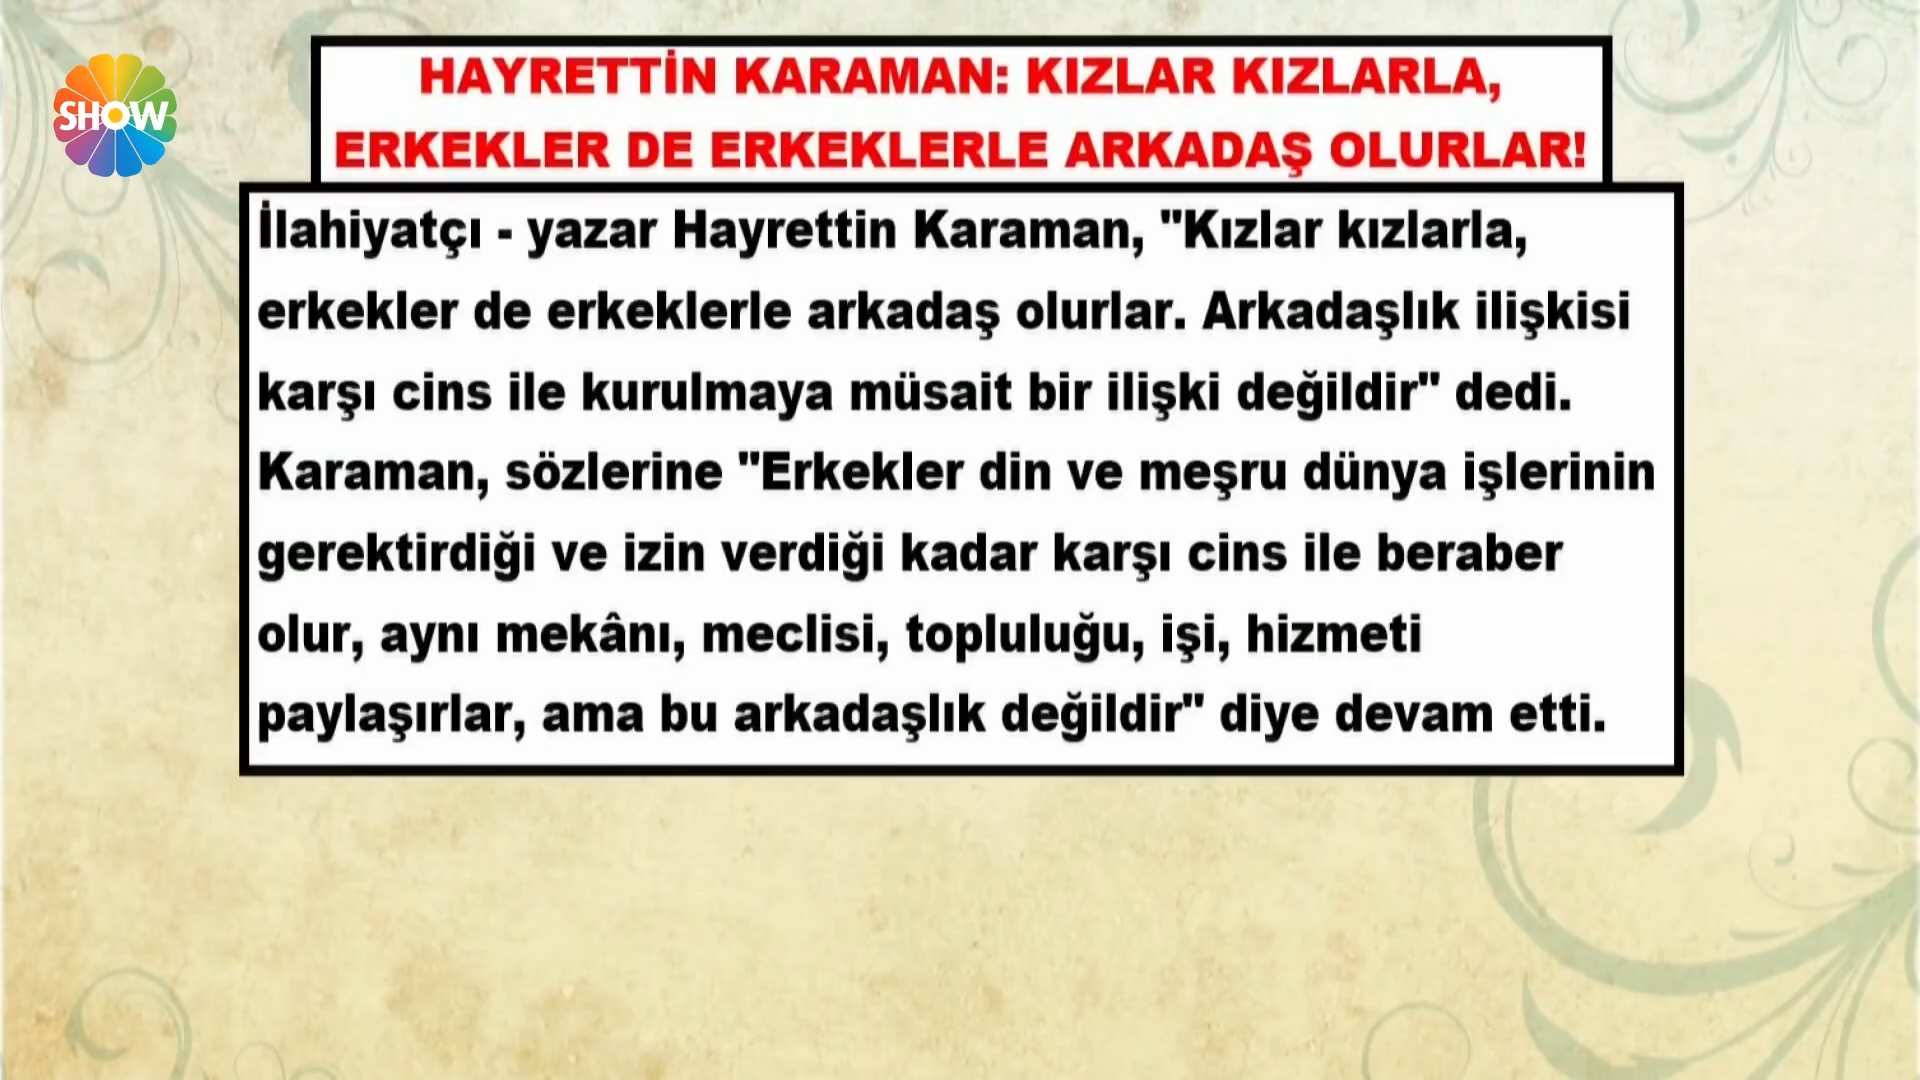 SHOW
HAYRETTİN KARAMAN: KIZLAR KIZLARLA,
ERKEKLER DE ERKEKLERLE ARKADAŞ OLURLAR!
İlahiyatçı - yazar Hayrettin Karaman, "Kızlar kızlarla,
erkekler de erkeklerle arkadaş olurlar. Arkadaşlık ilişkisi
karşı cins ile kurulmaya müsait bir ilişki değildir" dedi.
Karaman, sözlerine "Erkekler din ve meşru dünya işlerinin
gerektirdiği ve izin verdiği kadar karşı cins ile beraber
olur, aynı mekânı, meclisi, topluluğu, işi, hizmeti
paylaşırlar, ama bu arkadaşlık değildir" diye devam etti.